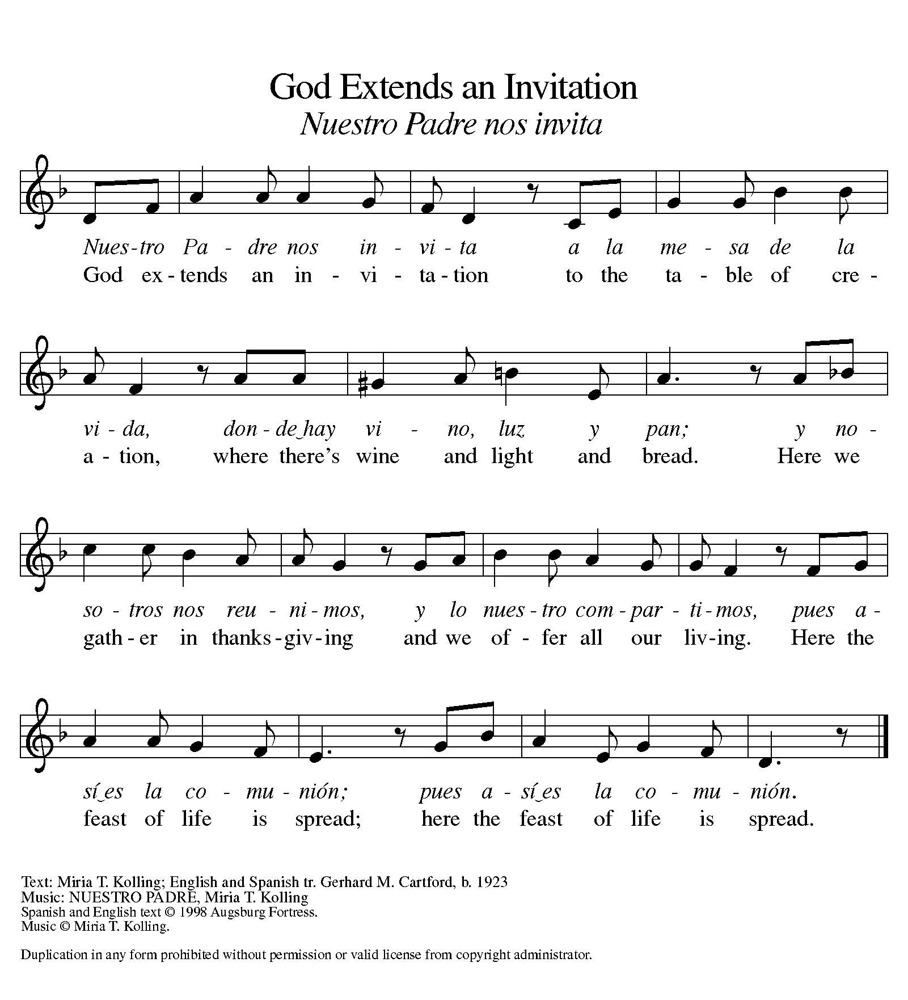 God Extends an Invitation
Nuestro Padre nos invita
Nues - tro Pa - dre nos in - vi - ta a la me - sa de la
God ex - tends an in - vi - ta - tion to the ta - ble of cre -
vi - da, don - de‿hay vi - no, luz y pan; y no -
a - tion, where there's wine and light and bread. Here we
so - tros nos reu - ni - mos, y lo nues - tro com - par - ti - mos, pues a -
gath - er in thanks - giv - ing and we of - fer all our liv - ing. Here the
sí‿es la co - mu - nión; pues a - sí‿es la co - mu - nión.
feast of life is spread; here the feast of life is spread.
Text: Miria T. Kolling; English and Spanish tr. Gerhard M. Cartford, b. 1923
Music: NUESTRO PADRE, Miria T. Kolling
Spanish and English text © 1998 Augsburg Fortress.
Music © Miria T. Kolling.
Duplication in any form prohibited without permission or valid license from copyright administrator.